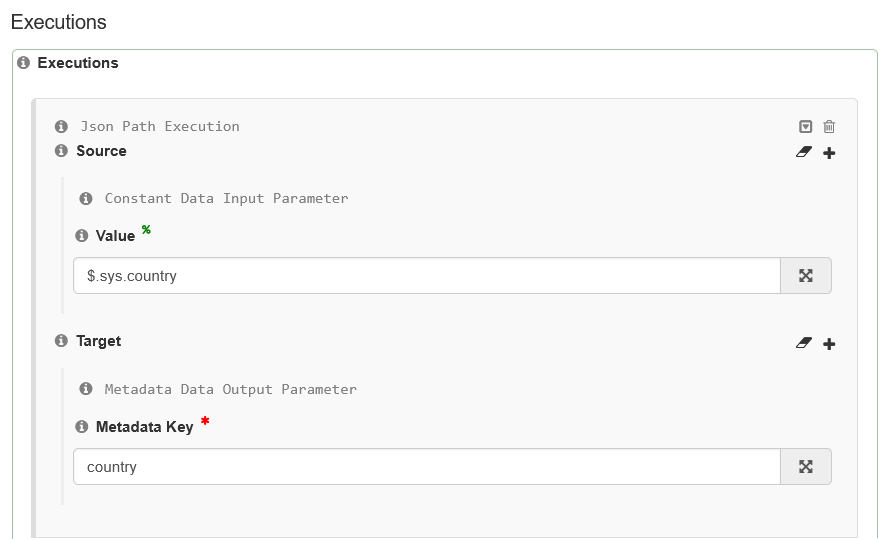 Executions
Executions
Json Path Execution
Source
Constant Data Input Parameter
Value %
$.sys.country
Target
Metadata Data Output Parameter
Metadata Key *
country